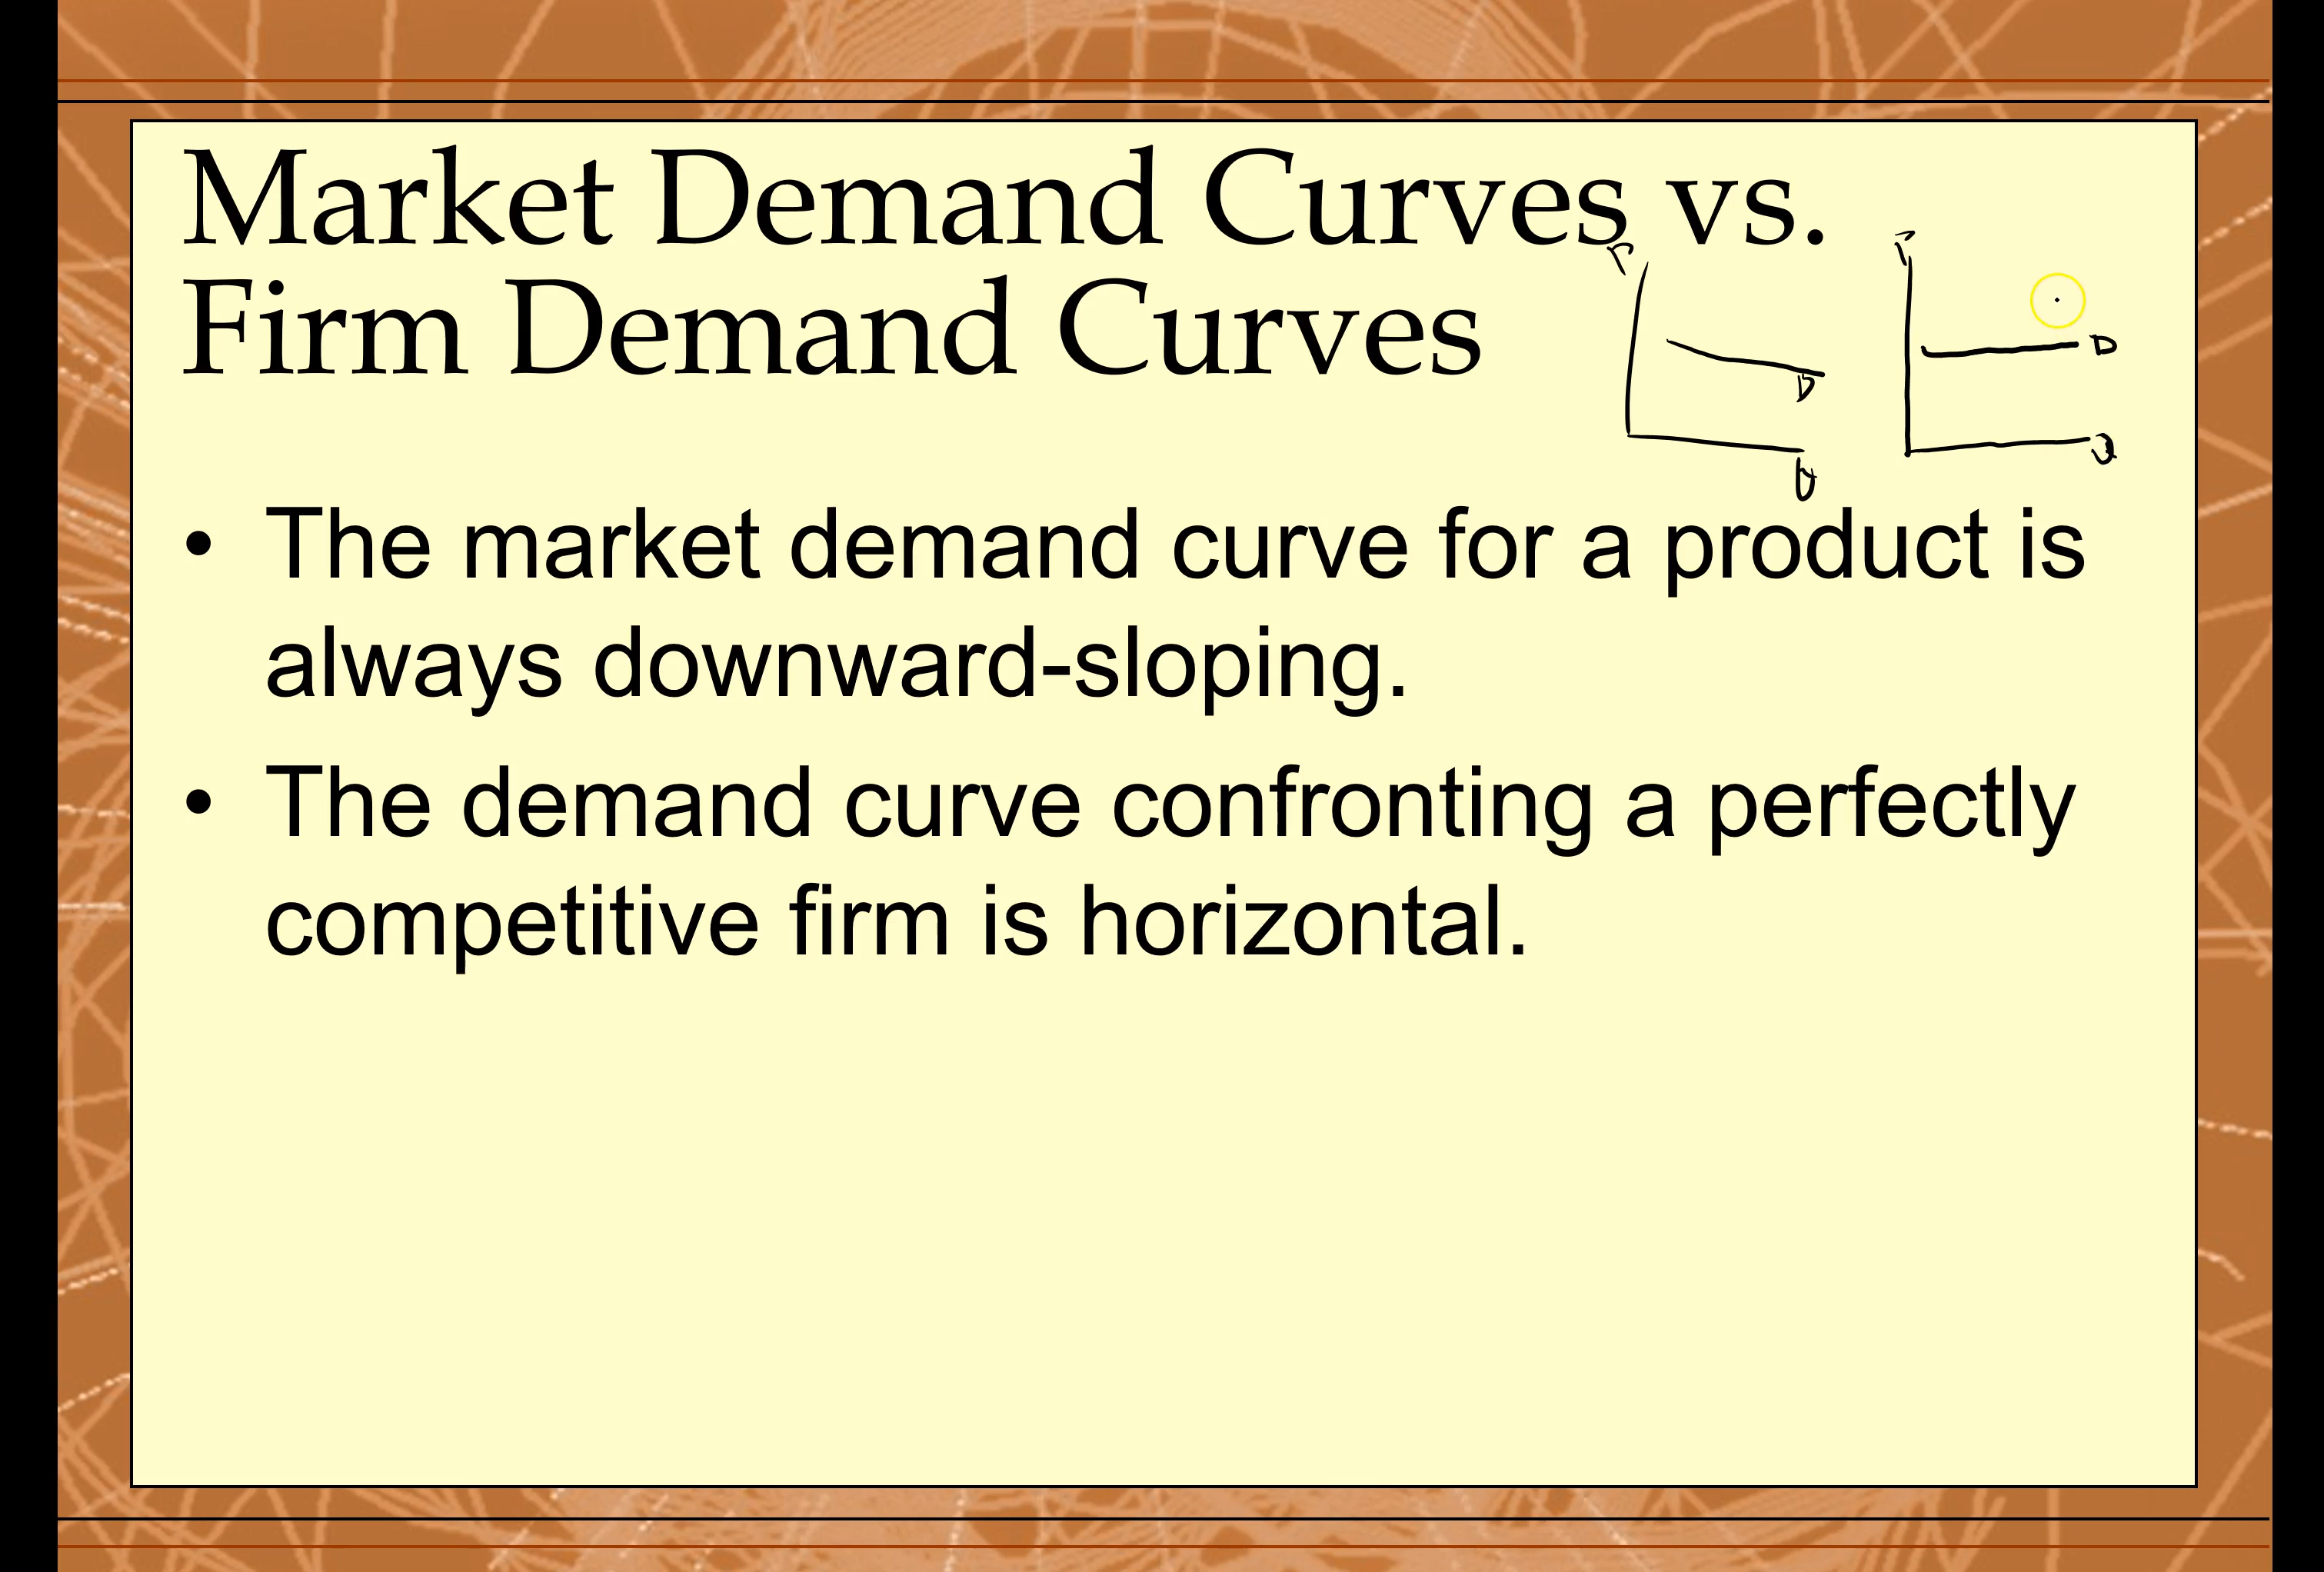 Market Demand Curves vs.
Firm Demand Curves
P
P
D
D
Q
Q
• The market demand curve for a product is
always downward-sloping.
• The demand curve confronting a perfectly
competitive firm is horizontal.